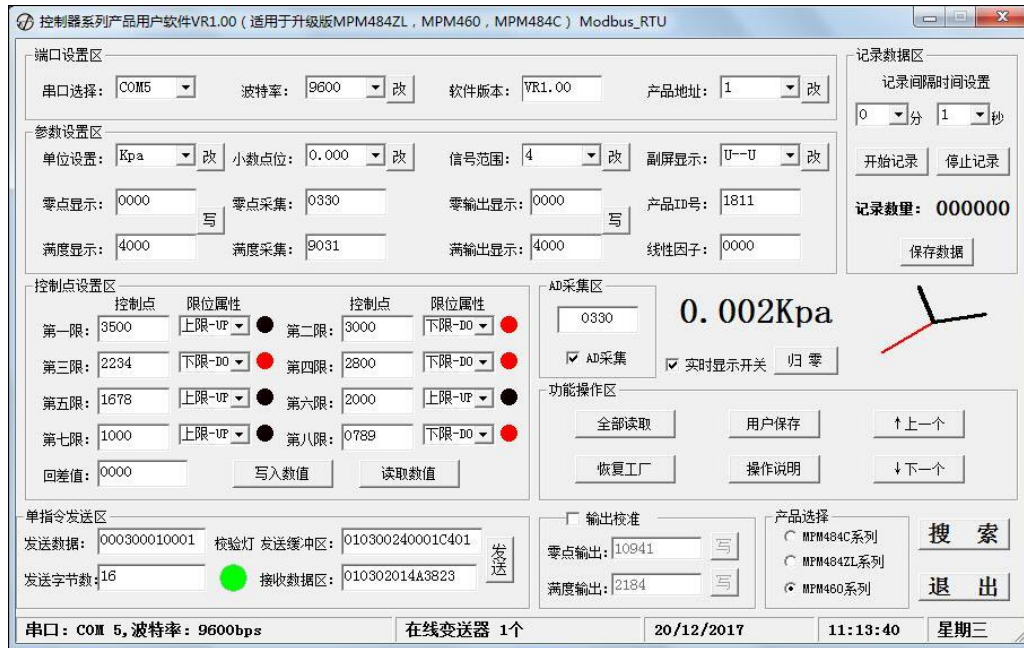 控制器系列产品用户软件VR1.00（适用于升级版MPM484ZL，MPM460，MPM484C） Modbus_RTU
端口设置区
串口选择： COM5 波特率： 9600 改 软件版本： VR1.00 产品地址： 1 改
参数设置区
单位设置： Kpa 改 小数点位： 0.000 改 信号范围： 4 改 副屏显示： U--U 改
零点显示： 0000 写 零点采集： 0330 零输出显示： 0000 写 产品ID号： 1811
满度显示： 4000 满度采集： 9031 满输出显示： 4000 线性因子： 0000
记录数据区
记录间隔时间设置
0 分 1 秒
开始记录 停止记录
记录数量： 000000
保存数据
控制点设置区
控制点 限位属性 控制点 限位属性
第一限： 3500 上限-UP 第二限： 3000 下限-DO
第三限： 2234 下限-DO 第四限： 2800 下限-DO
第五限： 1678 上限-UP 第六限： 2000 上限-UP
第七限： 1000 上限-UP 第八限： 0789 下限-DO
回差值： 0000 写入数值 读取数值
AD采集区
0330
AD采集
0.002Kpa
实时显示开关 归 零
功能操作区
全部读取 用户保存 ↑上一个
恢复工厂 操作说明 ↓下一个
单指令发送区
发送数据： 000300010001 校验灯 发送缓冲区： 010300240001C401 发送
发送字节数： 16 接收数据区： 010302014A3823
输出校准
零点输出： 10941 写
满度输出： 2184 写
产品选择
MPM484C系列
MPM484ZL系列
MPM460系列
搜 索
退 出
串口：COM 5,波特率：9600bps 在线变送器 1个 20/12/2017 11:13:40 星期三